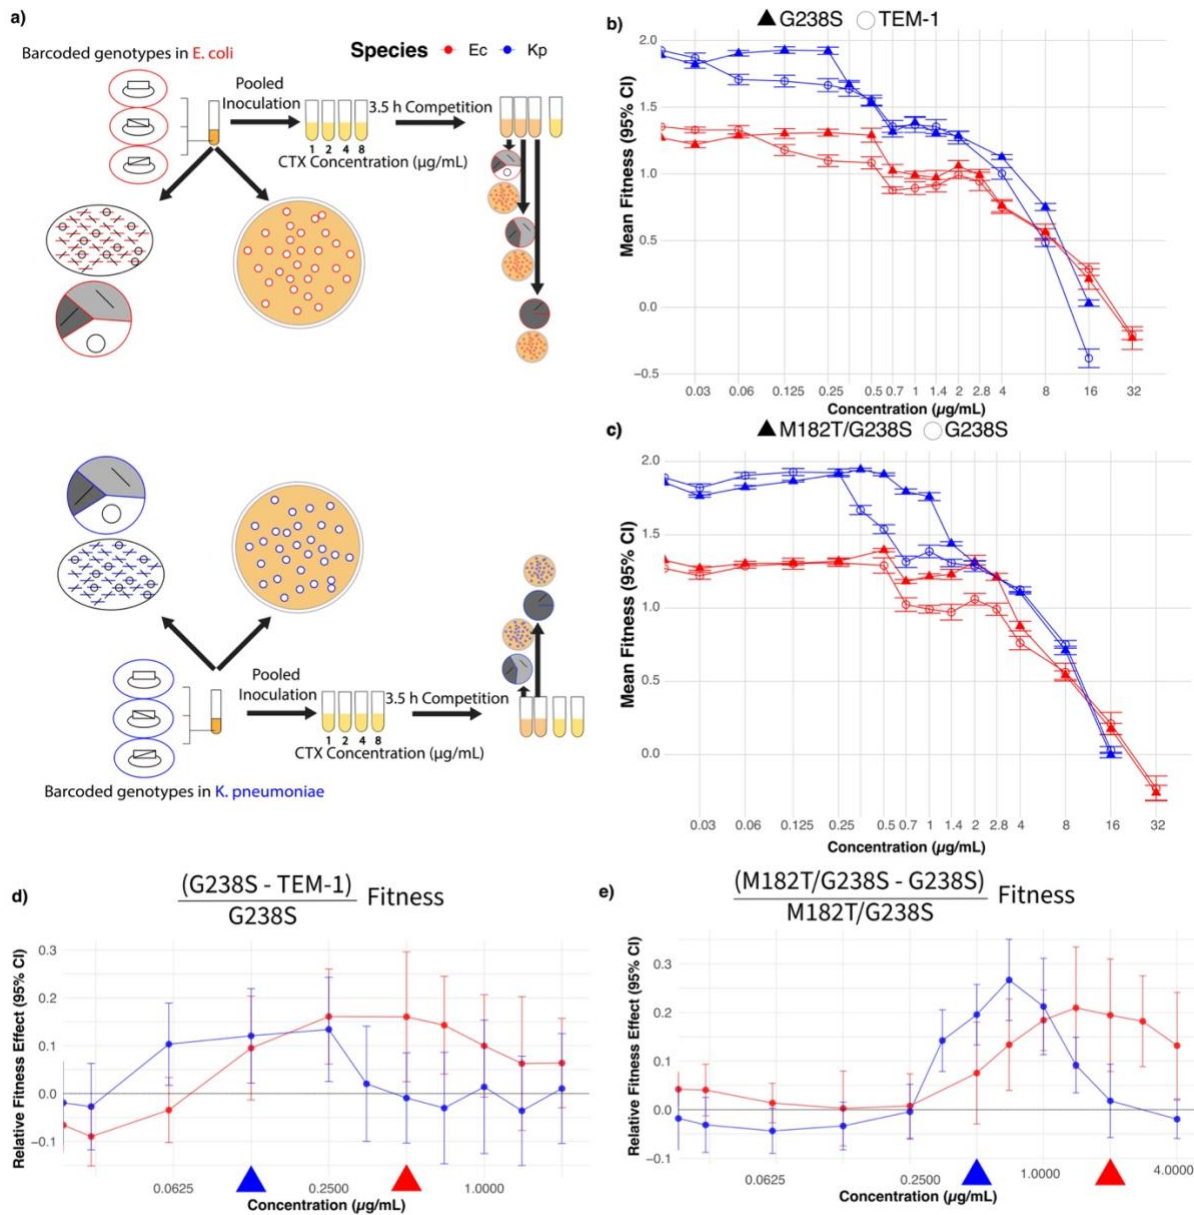 a)
Barcoded genotypes in E. coli
Species Ec Kp
Pooled
Inoculation
3.5 h Competition
1 2 4 8
CTX Concentration (µg/mL)
Pooled
Inoculation
3.5 h Competition
1 2 4 8
CTX Concentration (µg/mL)
Barcoded genotypes in K. pneumoniae
b)
G238S TEM-1
2.0
1.5
1.0
0.5
0.0
−0.5
Mean Fitness (95% CI)
0.03 0.06 0.125 0.25 0.5 0.7 1 1.4 2 2.8 4 8 16 32
Concentration (µg/mL)
c)
M182T/G238S G238S
2.0
1.5
1.0
0.5
0.0
Mean Fitness (95% CI)
0.03 0.06 0.125 0.25 0.5 0.7 1 1.4 2 2.8 4 8 16 32
Concentration (µg/mL)
d)
(G238S - TEM-1)
G238S
Fitness
0.3
0.2
0.1
0.0
−0.1
Relative Fitness Effect (95% CI)
0.0625 0.2500 1.0000
Concentration (µg/mL)
e)
(M182T/G238S - G238S)
M182T/G238S
Fitness
0.3
0.2
0.1
0.0
−0.1
Relative Fitness Effect (95% CI)
0.0625 0.2500 1.0000 4.0000
Concentration (µg/mL)